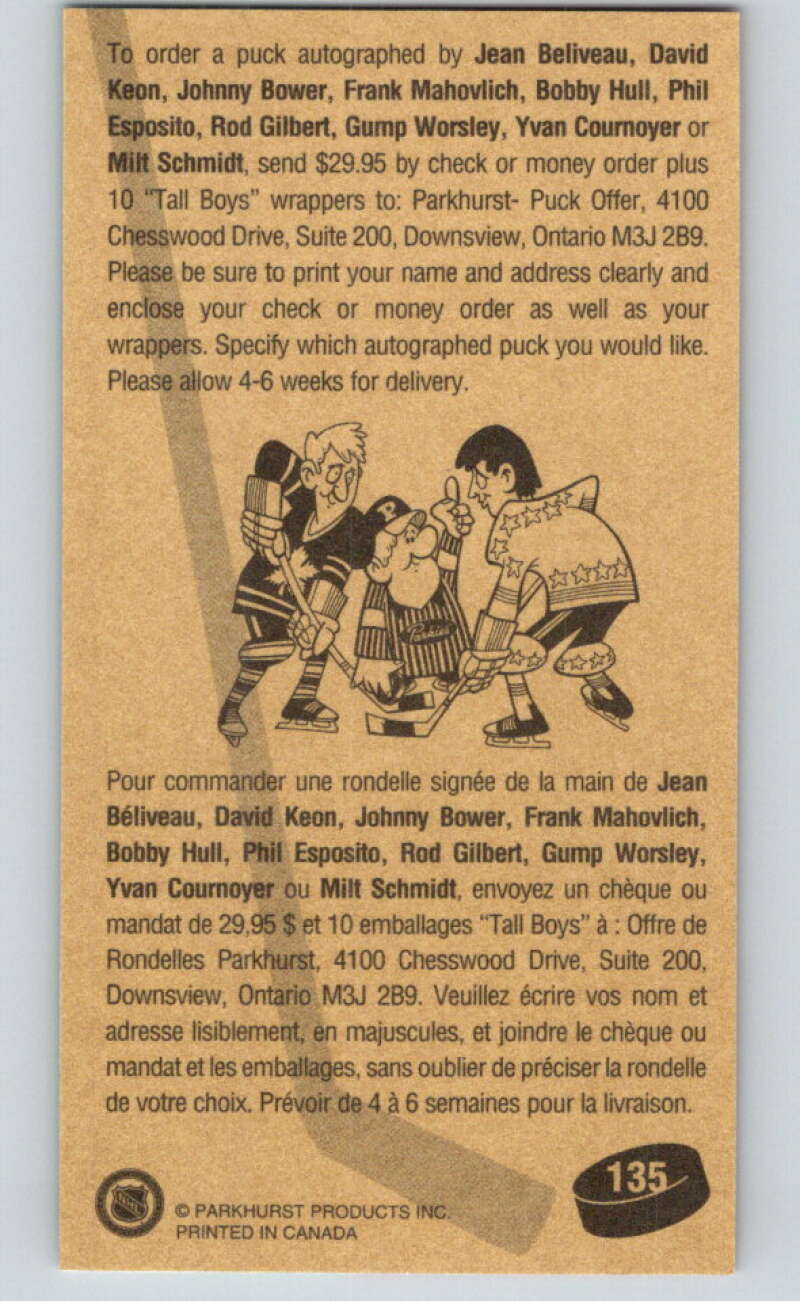 To order a puck autographed by Jean Beliveau, David
Keon, Johnny Bower, Frank Mahovlich, Bobby Hull, Phil
Esposito, Rod Gilbert, Gump Worsley, Yvan Cournoyer or
Milt Schmidt, send $29.95 by check or money order plus
10 "Tall Boys" wrappers to: Parkhurst- Puck Offer, 4100
Chesswood Drive, Suite 200, Downsview, Ontario M3J 2B9.
Please be sure to print your name and address clearly and
enclose your check or money order as well as your
wrappers. Specify which autographed puck you would like.
Please allow 4-6 weeks for delivery.
P
Parkie
Pour commander une rondelle signée de la main de Jean
Béliveau, David Keon, Johnny Bower, Frank Mahovlich,
Bobby Hull, Phil Esposito, Rod Gilbert, Gump Worsley,
Yvan Cournoyer ou Milt Schmidt, envoyez un chèque ou
mandat de 29,95 $ et 10 emballages "Tall Boys" à : Offre de
Rondelles Parkhurst, 4100 Chesswood Drive, Suite 200,
Downsview, Ontario M3J 2B9. Veuillez écrire vos nom et
adresse lisiblement, en majuscules, et joindre le chèque ou
mandat et les emballages, sans oublier de préciser la rondelle
de votre choix. Prévoir de 4 à 6 semaines pour la livraison.
135
NHL
© PARKHURST PRODUCTS INC.
PRINTED IN CANADA